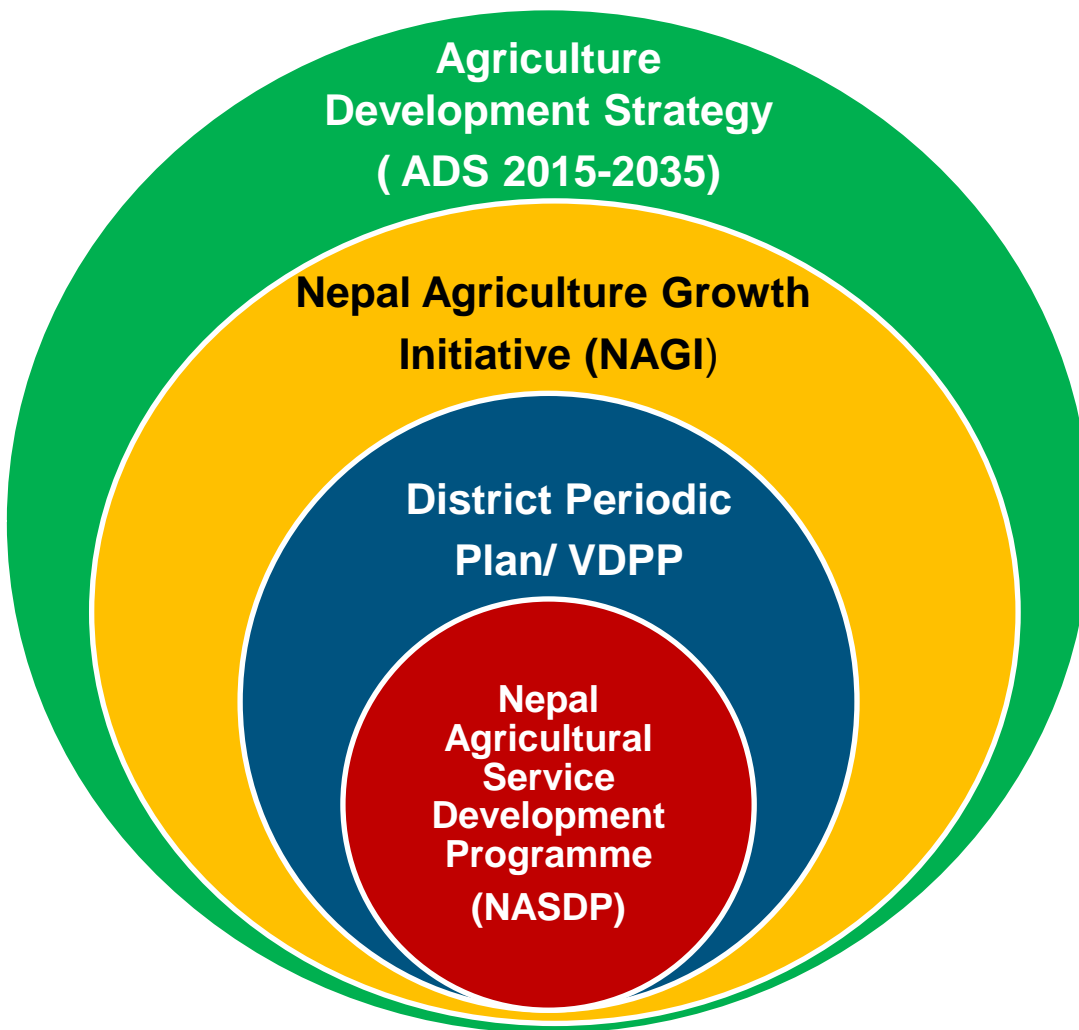 Agriculture
Development Strategy
( ADS 2015-2035)
Nepal Agriculture Growth
Initiative (NAGI)
District Periodic
Plan/ VDPP
Nepal
Agricultural
Service
Development
Programme
(NASDP)